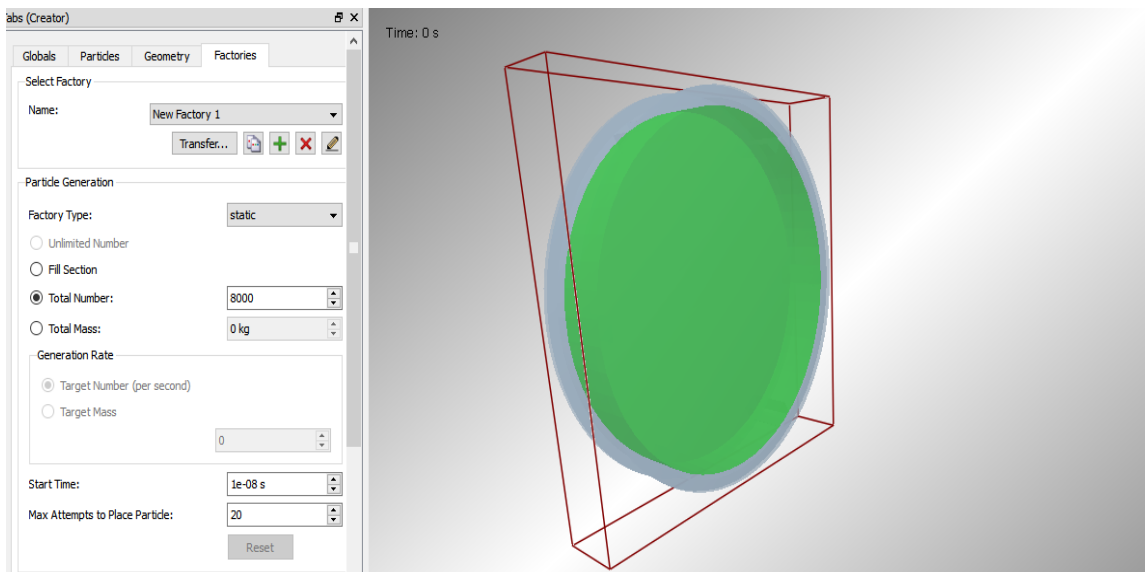 Tabs (Creator)
Time: 0 s
Globals Particles Geometry Factories
Select Factory
Name: New Factory 1
Transfer...
Particle Generation
Factory Type: static
Unlimited Number
Fill Section
Total Number: 8000
Total Mass: 0 kg
Generation Rate
Target Number (per second)
Target Mass
0
Start Time: 1e-08 s
Max Attempts to Place Particle: 20
Reset